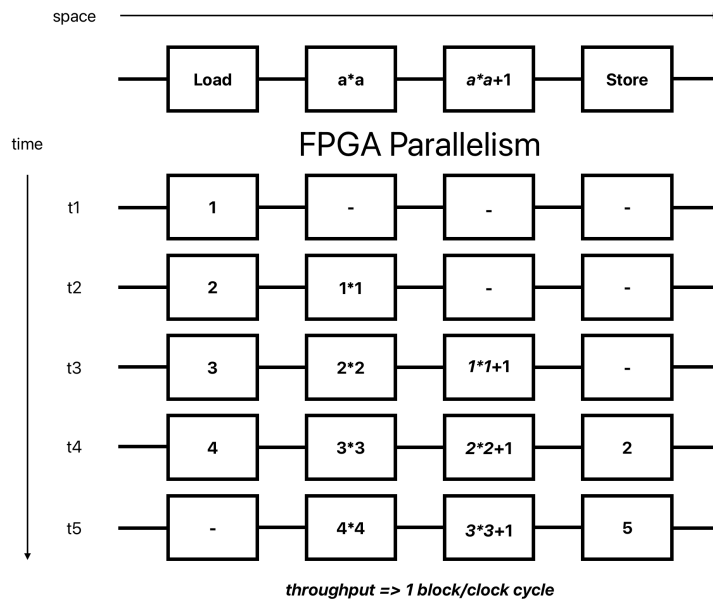 space
Load a*a a*a+1 Store
time
FPGA Parallelism
t1 1 - - -
t2 2 1*1 - -
t3 3 2*2 1*1+1 -
t4 4 3*3 2*2+1 2
t5 - 4*4 3*3+1 5
throughput => 1 block/clock cycle